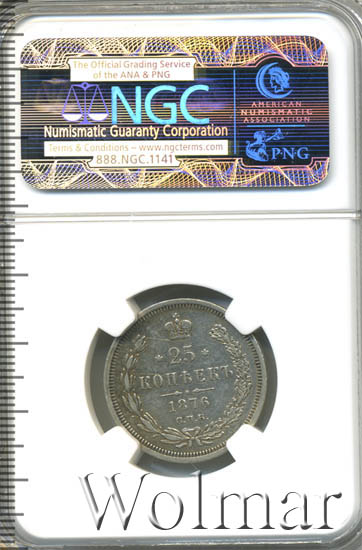 The Official Grading Service
of the ANA & PNG
NGC
Numismatic Guaranty Corporation
Terms & Conditions – www.ngcterms.com
888.NGC.1141
AMERICAN
NUMISMATIC
ASSOCIATION
PNG
25
КОПѢЕКЪ
1876
С.П.Б.
Wolmar